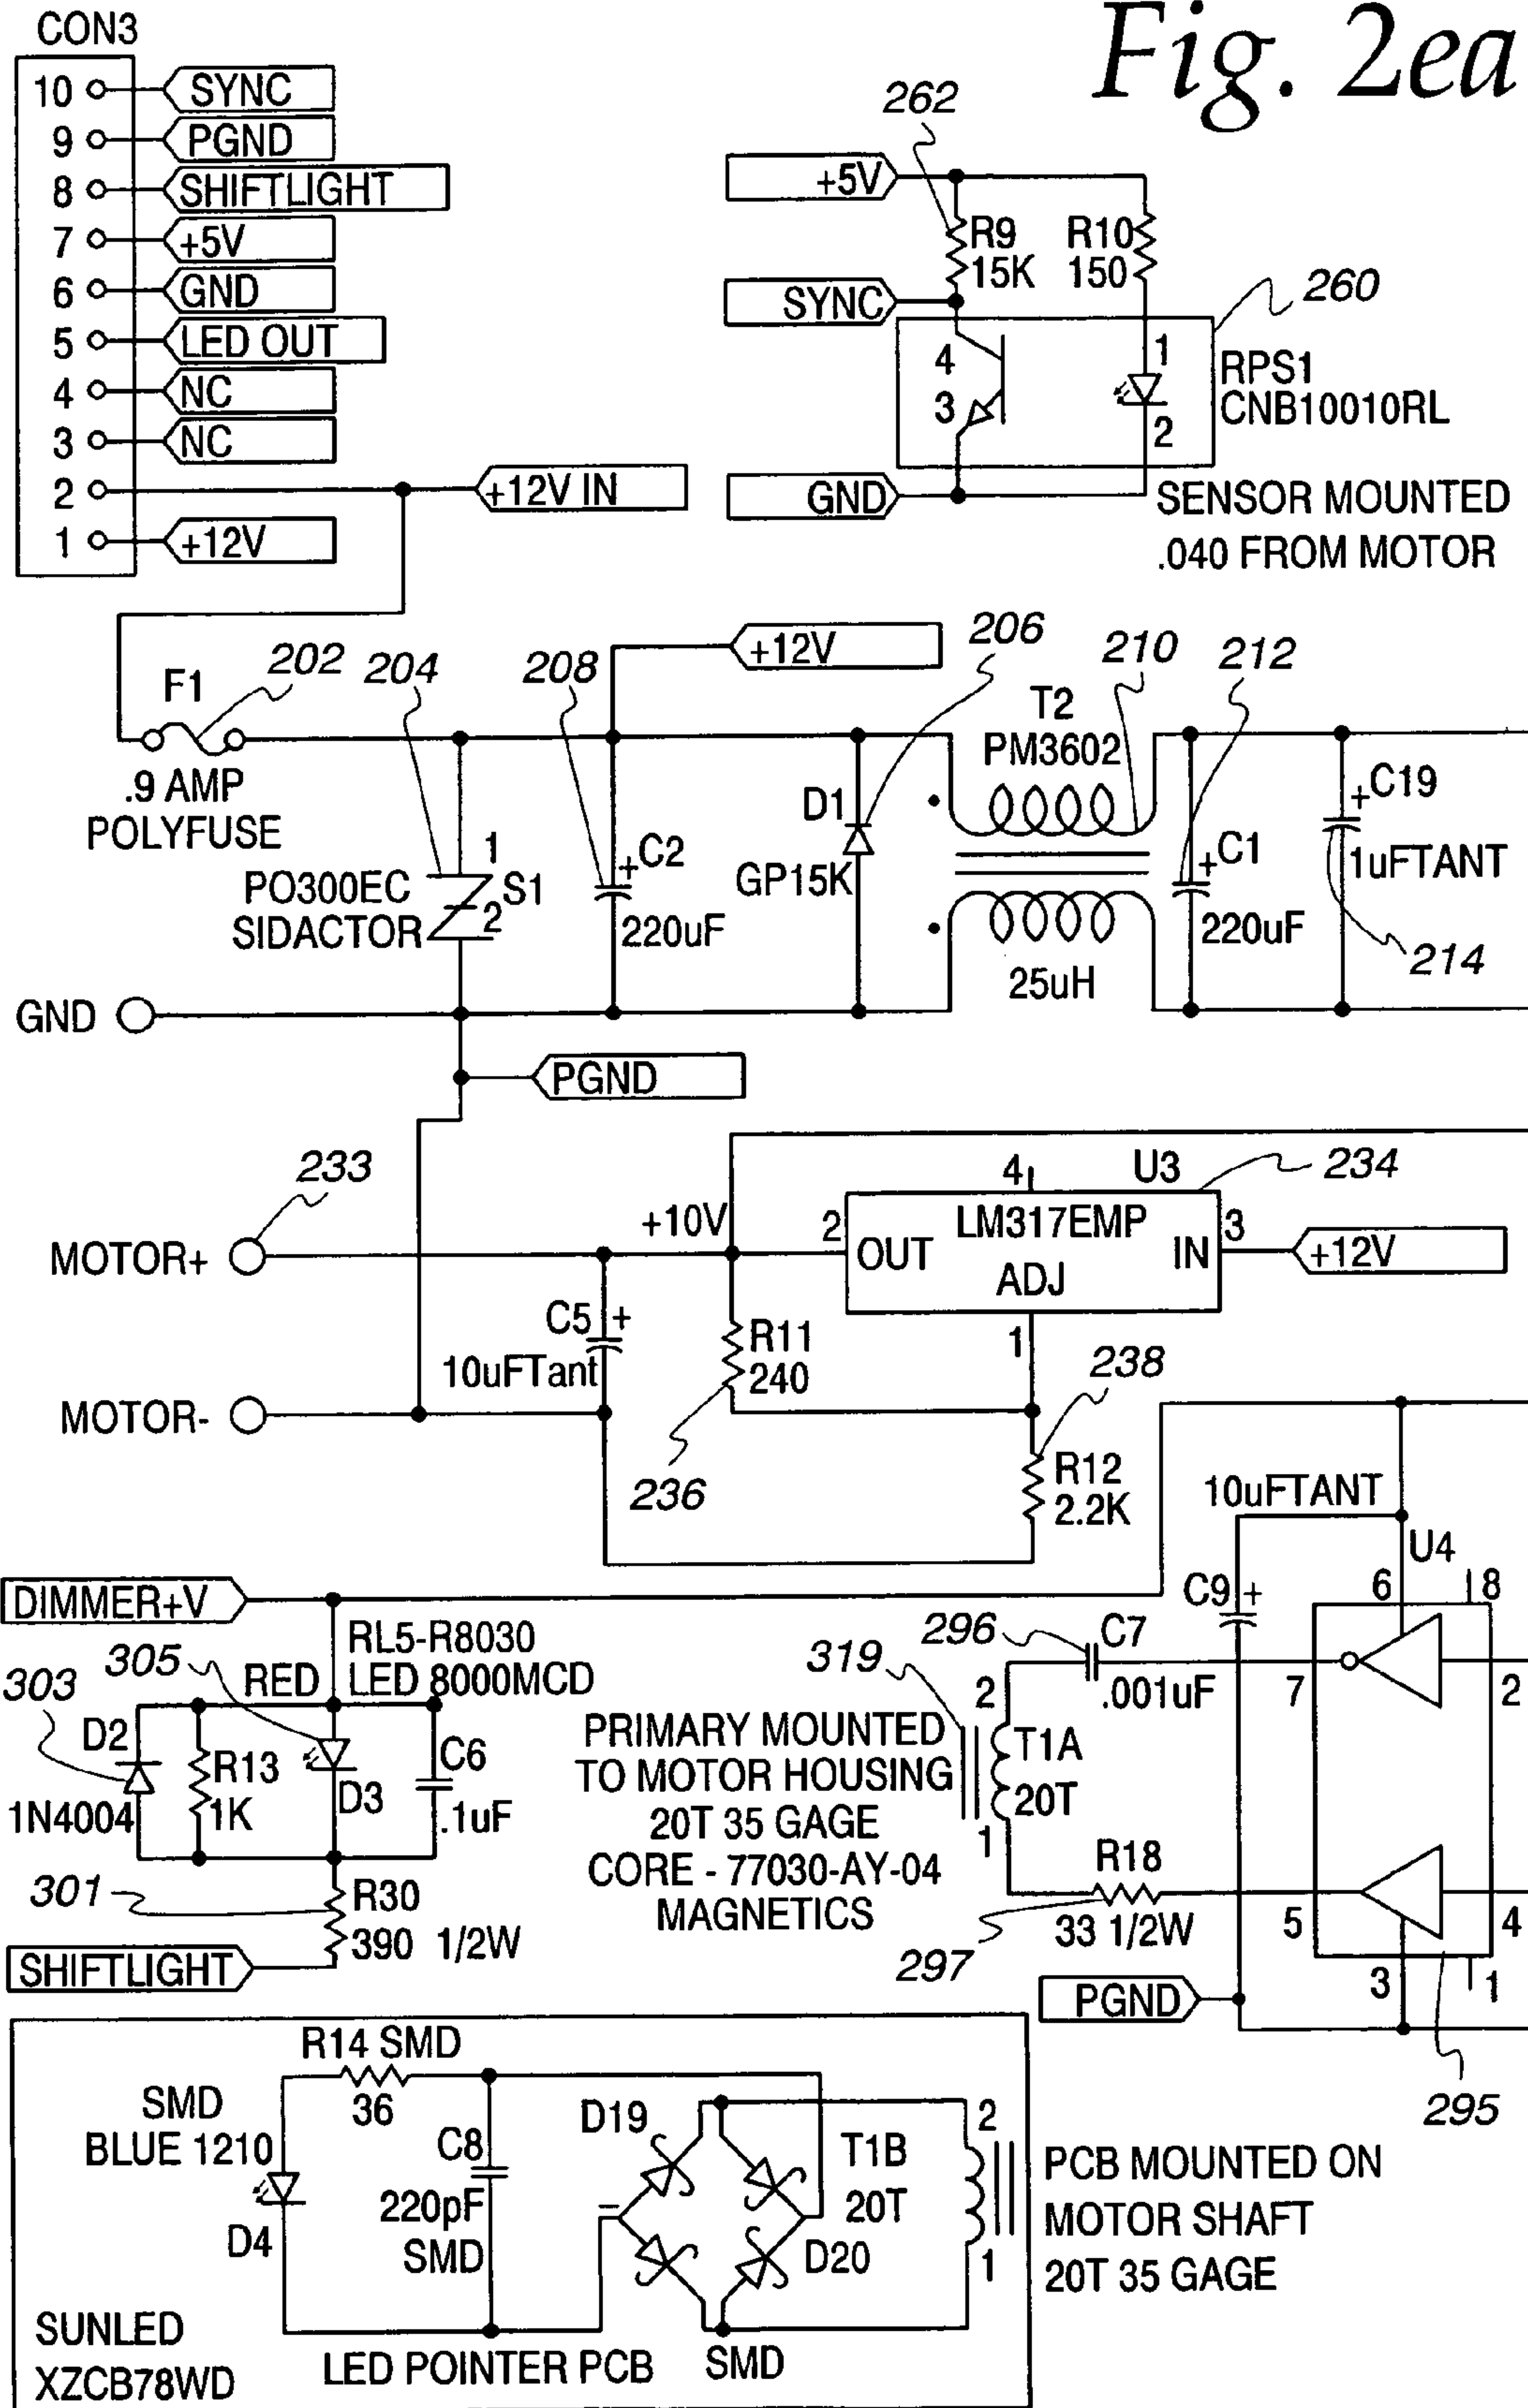 Fig. 2ea
CON3
10 SYNC
9 PGND
8 SHIFTLIGHT
7 +5V
6 GND
5 LED OUT
4 NC
3 NC
2 +12V IN
1 +12V
262
+5V
R9
15K
R10
150
SYNC
260
4
3
1
2
RPS1
CNB10010RL
GND
SENSOR MOUNTED
.040 FROM MOTOR
F1
202
204
208
+12V
206
210
212
T2
PM3602
.9 AMP
POLYFUSE
PO300EC
SIDACTOR
1
2
S1
+C2
220uF
D1
GP15K
25uH
+C1
220uF
+C19
1uFTANT
214
GND
PGND
233
MOTOR+
+10V
2
4
U3
234
LM317EMP
OUT
IN
ADJ
3
+12V
1
C5 +
10uFTant
R11
240
238
MOTOR-
236
R12
2.2K
10uFTANT
U4
DIMMER+V
C9 +
6
8
RL5-R8030
LED 8000MCD
RED
305
303
D2
1N4004
R13
1K
D3
C6
.1uF
319
296
C7
.001uF
2
7
2
PRIMARY MOUNTED
TO MOTOR HOUSING
20T 35 GAGE
CORE - 77030-AY-04
MAGNETICS
T1A
20T
1
R18
33 1/2W
297
5
4
301
R30
390 1/2W
SHIFTLIGHT
PGND
3
1
295
R14 SMD
36
SMD
BLUE 1210
D4
C8
220pF
SMD
D19
–
D20
T1B
20T
2
1
PCB MOUNTED ON
MOTOR SHAFT
20T 35 GAGE
SUNLED
XZCB78WD
LED POINTER PCB
SMD